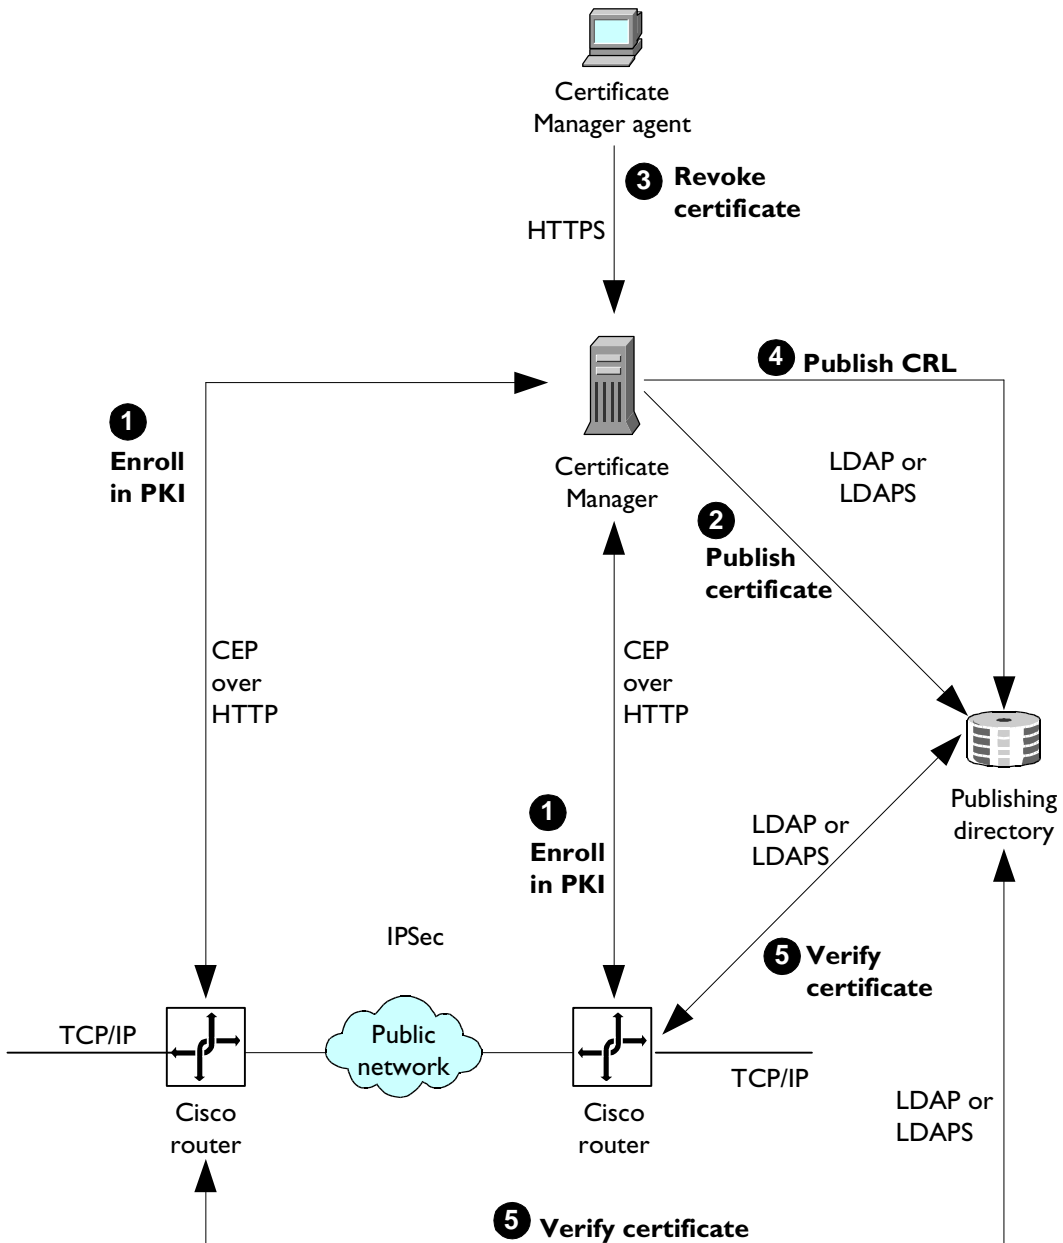 Certificate
Manager agent
3 Revoke
certificate
HTTPS
4 Publish CRL
1
Enroll
in PKI
Certificate
Manager
LDAP or
LDAPS
2
Publish
certificate
CEP
over
HTTP
CEP
over
HTTP
Publishing
directory
1
Enroll
in PKI
LDAP or
LDAPS
IPSec
5 Verify
certificate
TCP/IP
Public
network
TCP/IP
Cisco
router
Cisco
router
LDAP or
LDAPS
5 Verify certificate